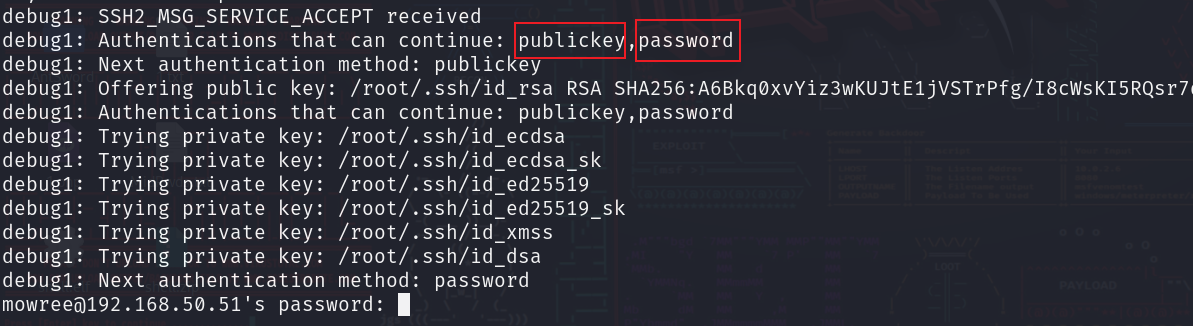 debug1: SSH2_MSG_SERVICE_ACCEPT received
debug1: Authentications that can continue: publickey,password
debug1: Next authentication method: publickey
debug1: Offering public key: /root/.ssh/id_rsa RSA SHA256:A6Bkq0xvYiz3wKUJtE1jVSTrPfg/I8cWsKI5RQsr7
debug1: Authentications that can continue: publickey,password
debug1: Trying private key: /root/.ssh/id_ecdsa
debug1: Trying private key: /root/.ssh/id_ecdsa_sk
debug1: Trying private key: /root/.ssh/id_ed25519
debug1: Trying private key: /root/.ssh/id_ed25519_sk
debug1: Trying private key: /root/.ssh/id_xmss
debug1: Trying private key: /root/.ssh/id_dsa
debug1: Next authentication method: password
mowree@192.168.50.51's password:
EXPLOIT
LOOT
PAYLOAD